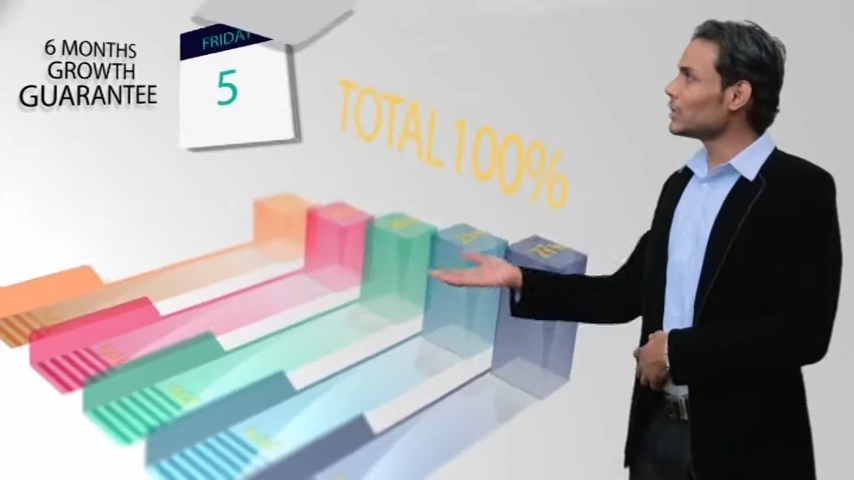 6 MONTHS
GROWTH
GUARANTEE
FRIDAY
5
TOTAL 100%